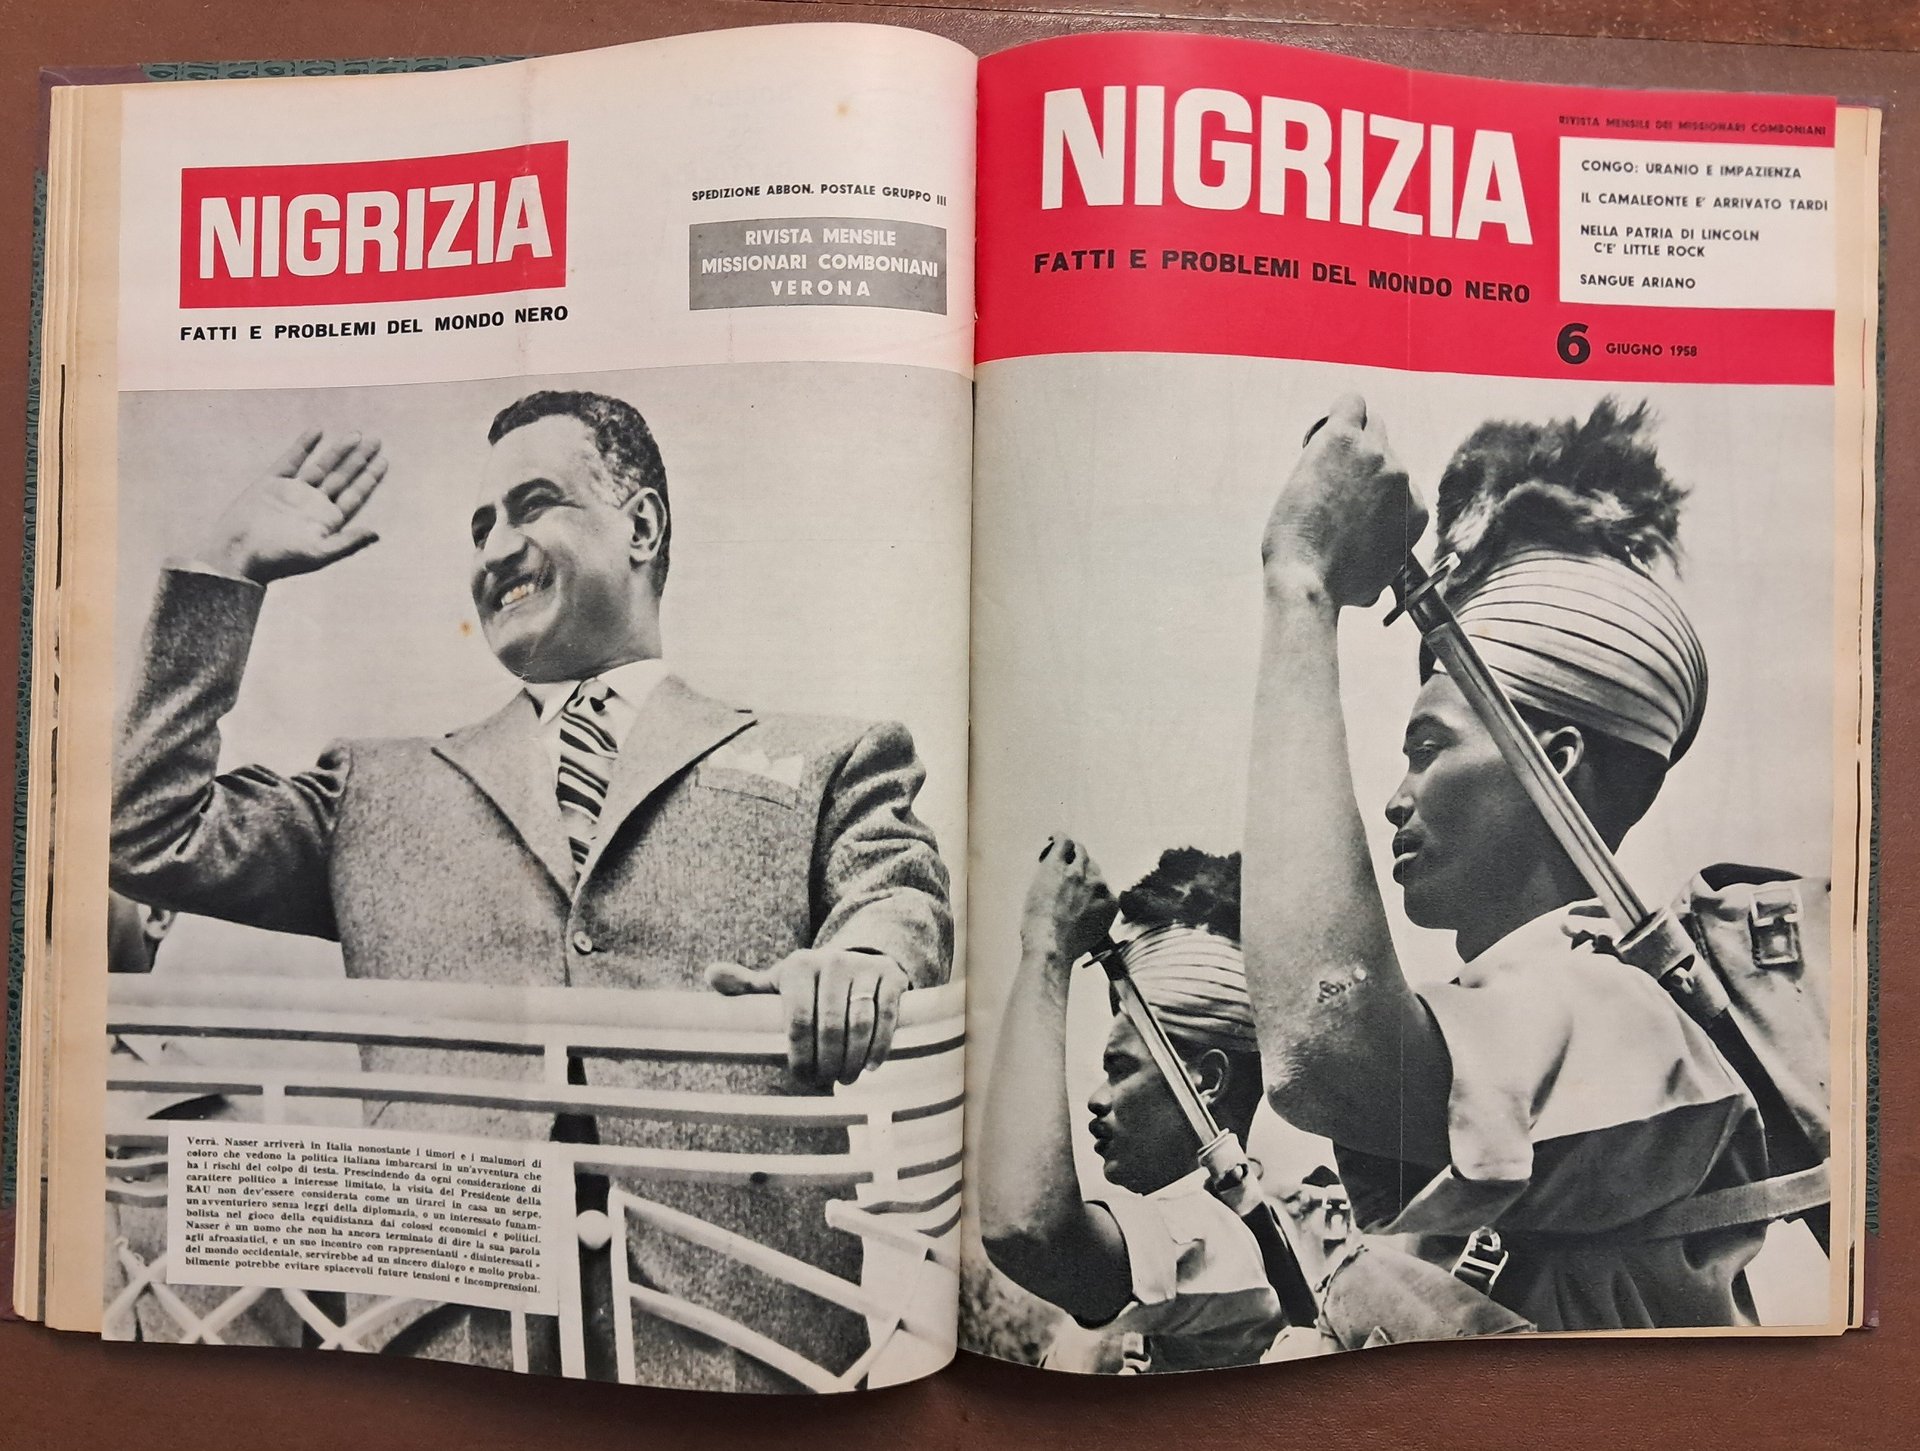 NIGRIZIA
FATTI E PROBLEMI DEL MONDO NERO
SPEDIZIONE ABBON. POSTALE GRUPPO III
RIVISTA MENSILE
MISSIONARI COMBONIANI
VERONA
Verrà. Nasser arriverà in Italia nonostante i timori e i malumori di
coloro che vedono la politica italiana imbarcarsi in un'avventura che
ha i rischi del colpo di testa. Prescindendo da ogni considerazione di
carattere politico a interesse limitato, la visita del Presidente della
RAU non dev'essere considerata come un tirarci in casa un serpe,
un avventuriero senza leggi della diplomazia, o un interessato funam-
bolista nel gioco della equidistanza dai colossi economici e politici.
Nasser è un uomo che non ha ancora terminato di dire la sua parola
agli afroasiatici, e un suo incontro con rappresentanti « disinteressati »
del mondo occidentale, servirebbe ad un sincero dialogo e molto proba-
bilmente potrebbe evitare spiacevoli future tensioni e incomprensioni.
NIGRIZIA
FATTI E PROBLEMI DEL MONDO NERO
RIVISTA MENSILE DEI MISSIONARI COMBONIANI
CONGO: URANIO E IMPAZIENZA
IL CAMALEONTE E' ARRIVATO TARDI
NELLA PATRIA DI LINCOLN
C'E' LITTLE ROCK
SANGUE ARIANO
6 GIUGNO 1958